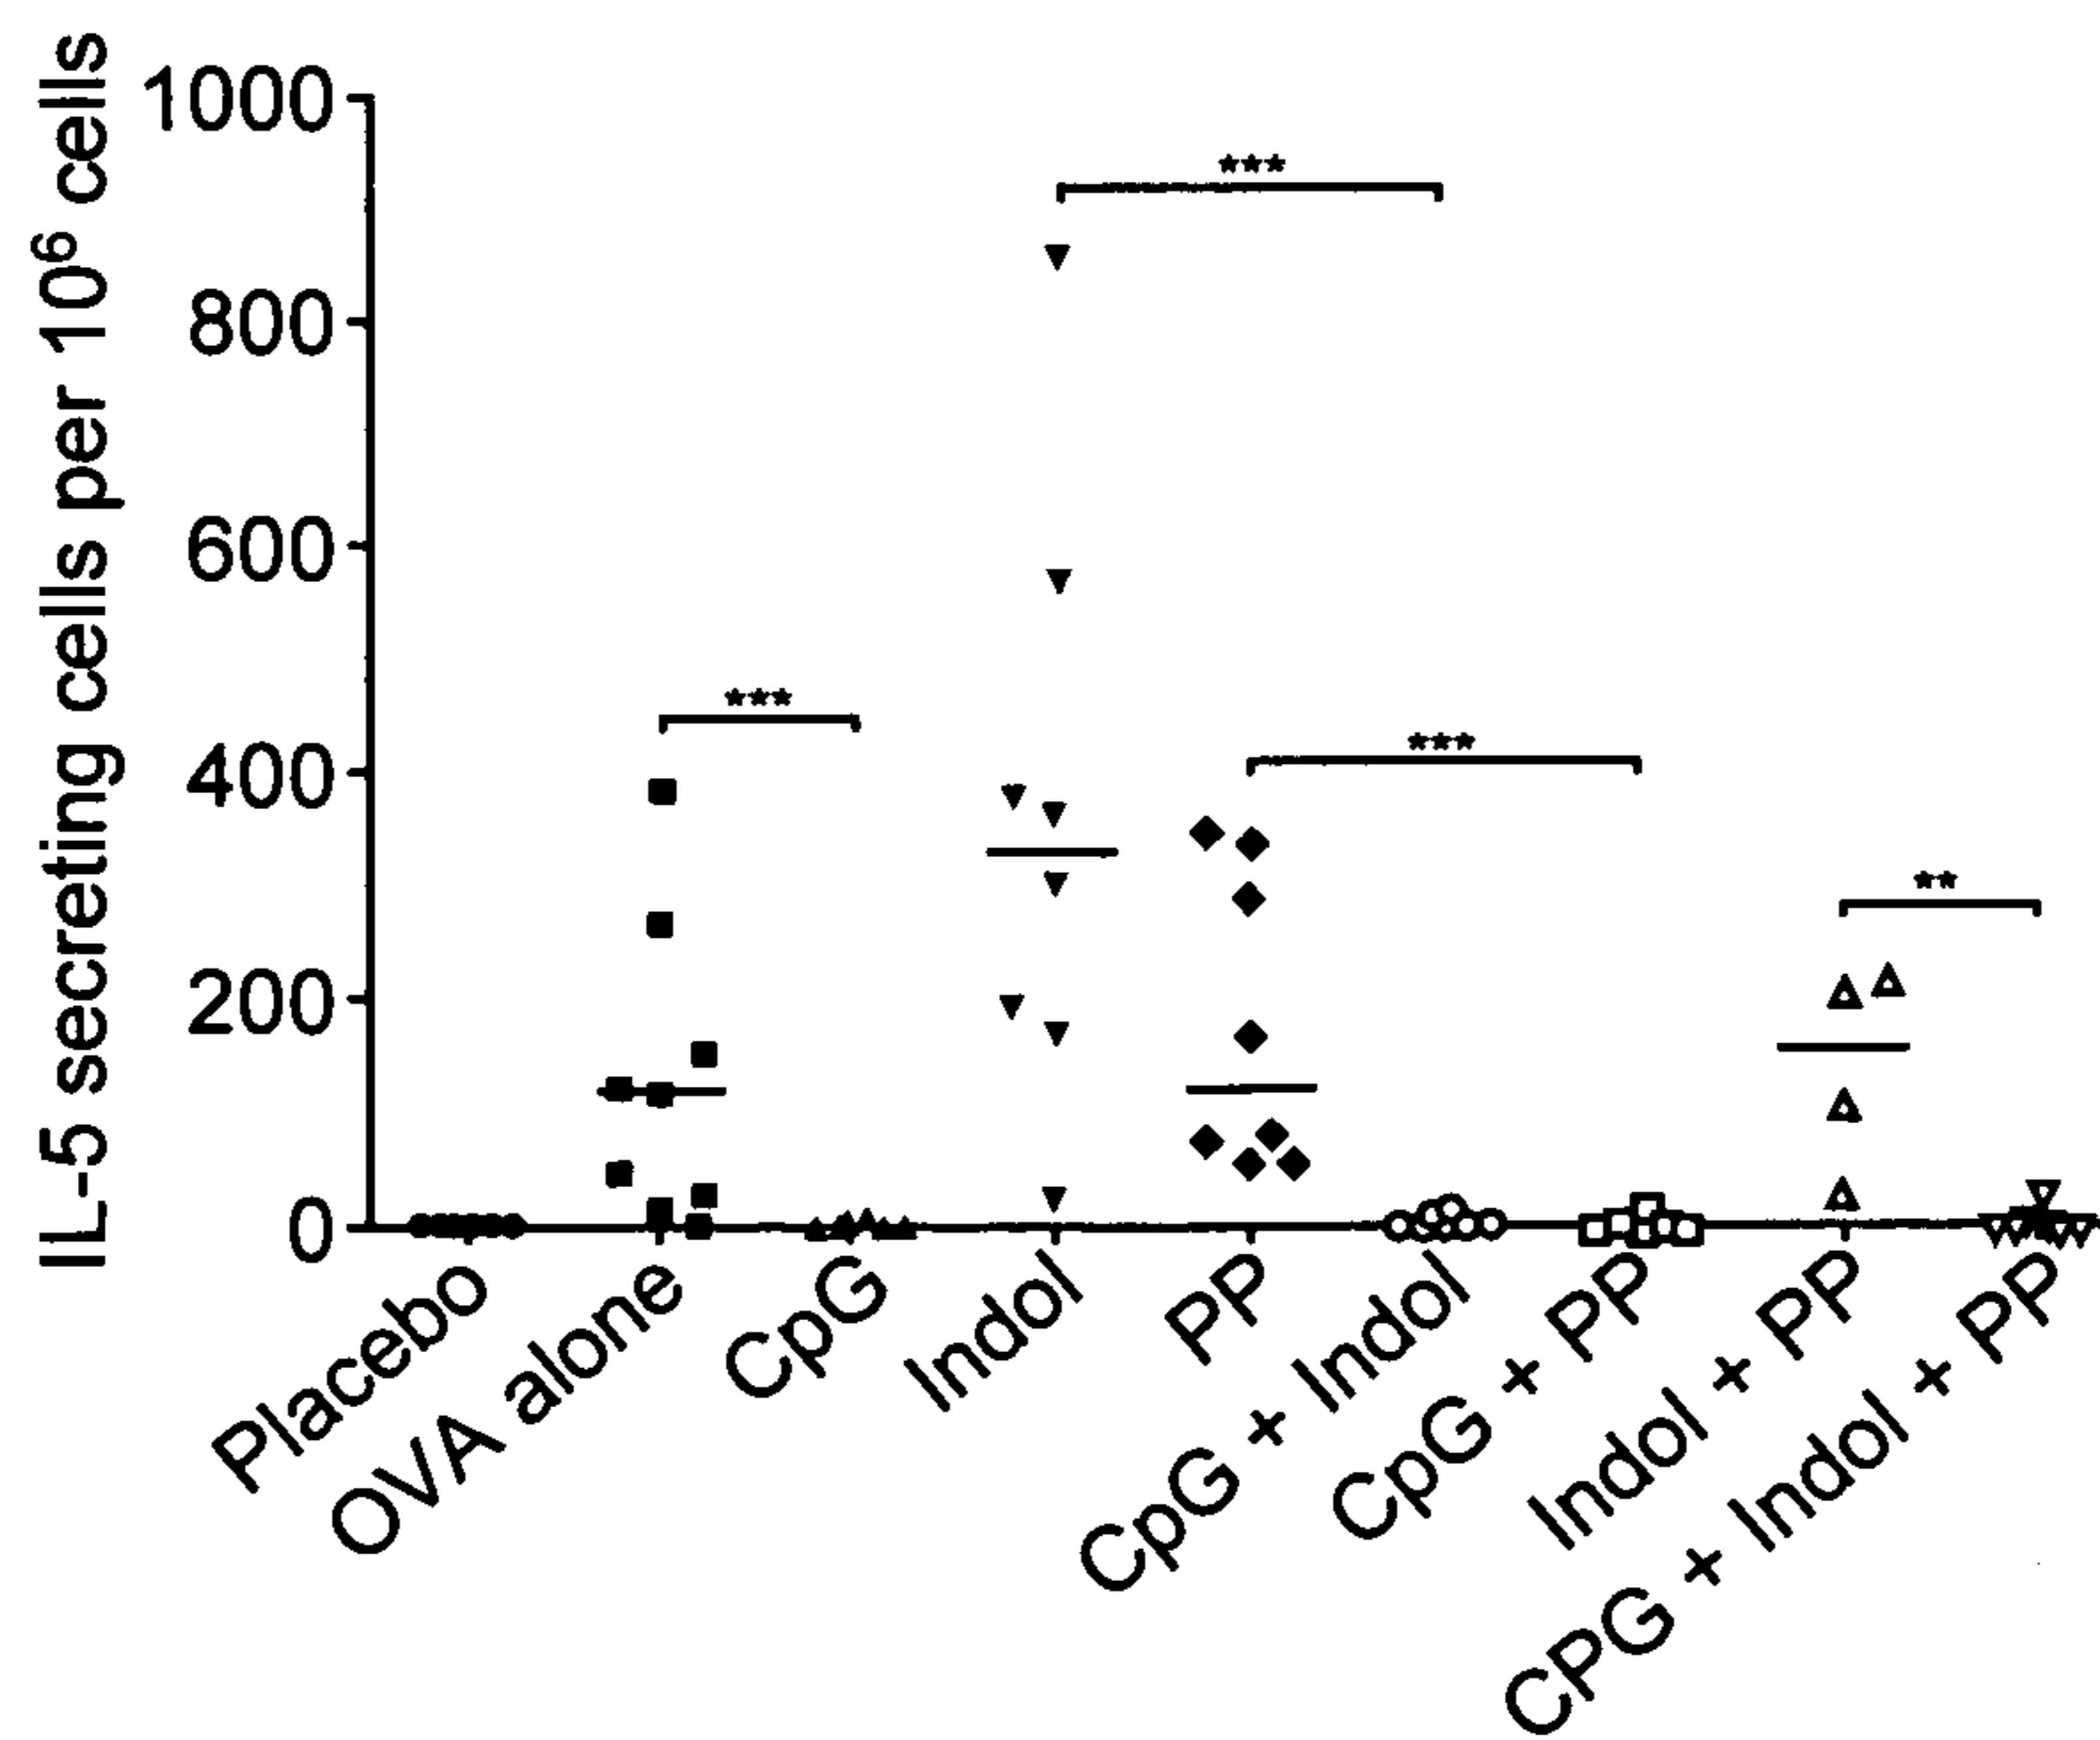 IL-5 secreting cells per 10⁶ cells
1000
800
600
400
200
0
***
***
***
**
Placebo
OVA alone
CpG
Indol
PP
CpG + Indol
CpG + PP
Indol + PP
CPG + Indol + PP